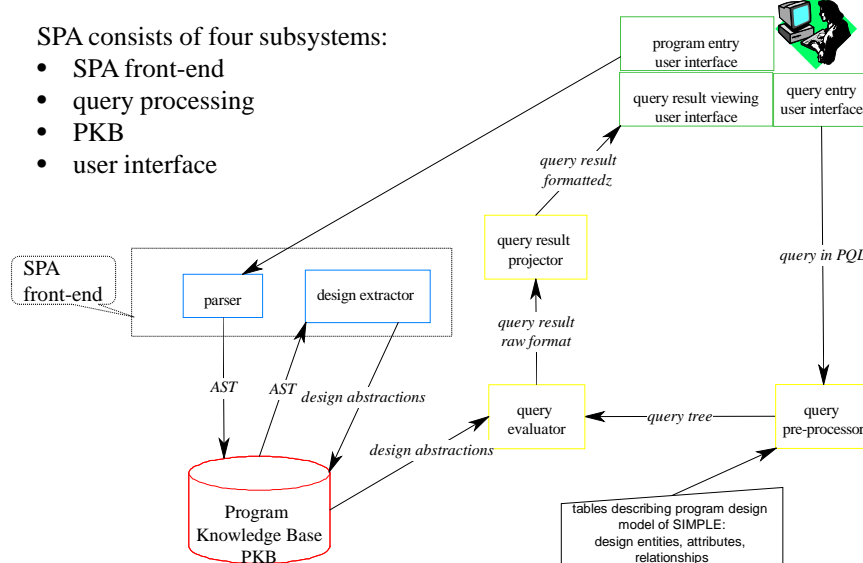 SPA consists of four subsystems:
• SPA front-end
• query processing
• PKB
• user interface
program entry
user interface
query result viewing
user interface
query entry
user interface
query result
formattedz
query result
projector
query in PQL
SPA
front-end
parser
design extractor
query result
raw format
AST
AST
design abstractions
query
evaluator
query tree
query
pre-processor
design abstractions
Program
Knowledge Base
PKB
tables describing program design
model of SIMPLE:
design entities, attributes,
relationships